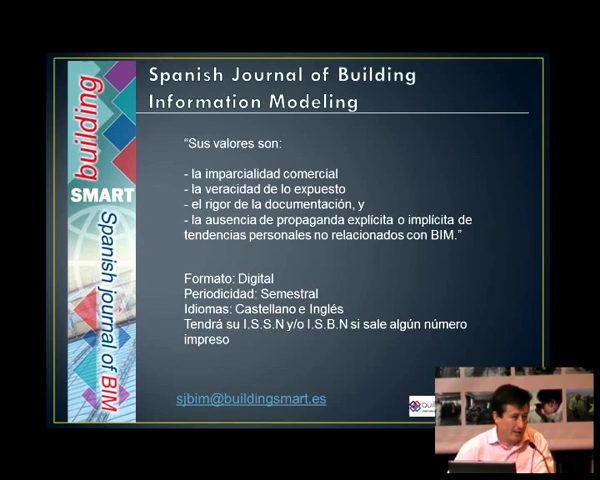 Spanish Journal of Building
Information Modeling
building
SMART
Spanish journal of BIM
“Sus valores son:
- la imparcialidad comercial
- la veracidad de lo expuesto
- el rigor de la documentación, y
- la ausencia de propaganda explícita o implícita de
tendencias personales no relacionados con BIM.”
Formato: Digital
Periodicidad: Semestral
Idiomas: Castellano e Inglés
Tendrá su I.S.S.N y/o I.S.B.N si sale algún número
impreso
sjbim@buildingsmart.es